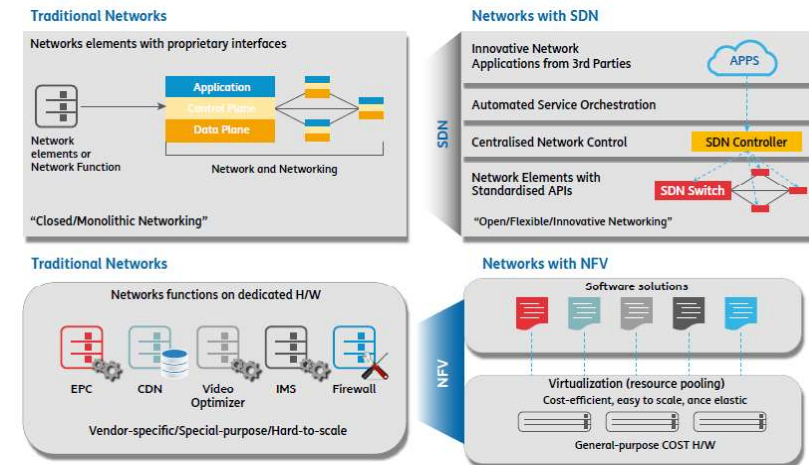 Traditional Networks
Networks elements with proprietary interfaces
Application
Control Plane
Data Plane
Network
elements or
Network Function
Network and Networking
“Closed/Monolithic Networking”
SDN
Networks with SDN
Innovative Network
Applications from 3rd Parties
APPS
Automated Service Orchestration
Centralised Network Control
SDN Controller
Network Elements with
Standardised APIs
SDN Switch
“Open/Flexible/Innovative Networking”
Traditional Networks
Networks functions on dedicated H/W
EPC
CDN
Video
Optimizer
IMS
Firewall
Vendor-specific/Special-purpose/Hard-to-scale
NFV
Networks with NFV
Software solutions
Virtualization (resource pooling)
Cost-efficient, easy to scale, ance elastic
General-purpose COST H/W